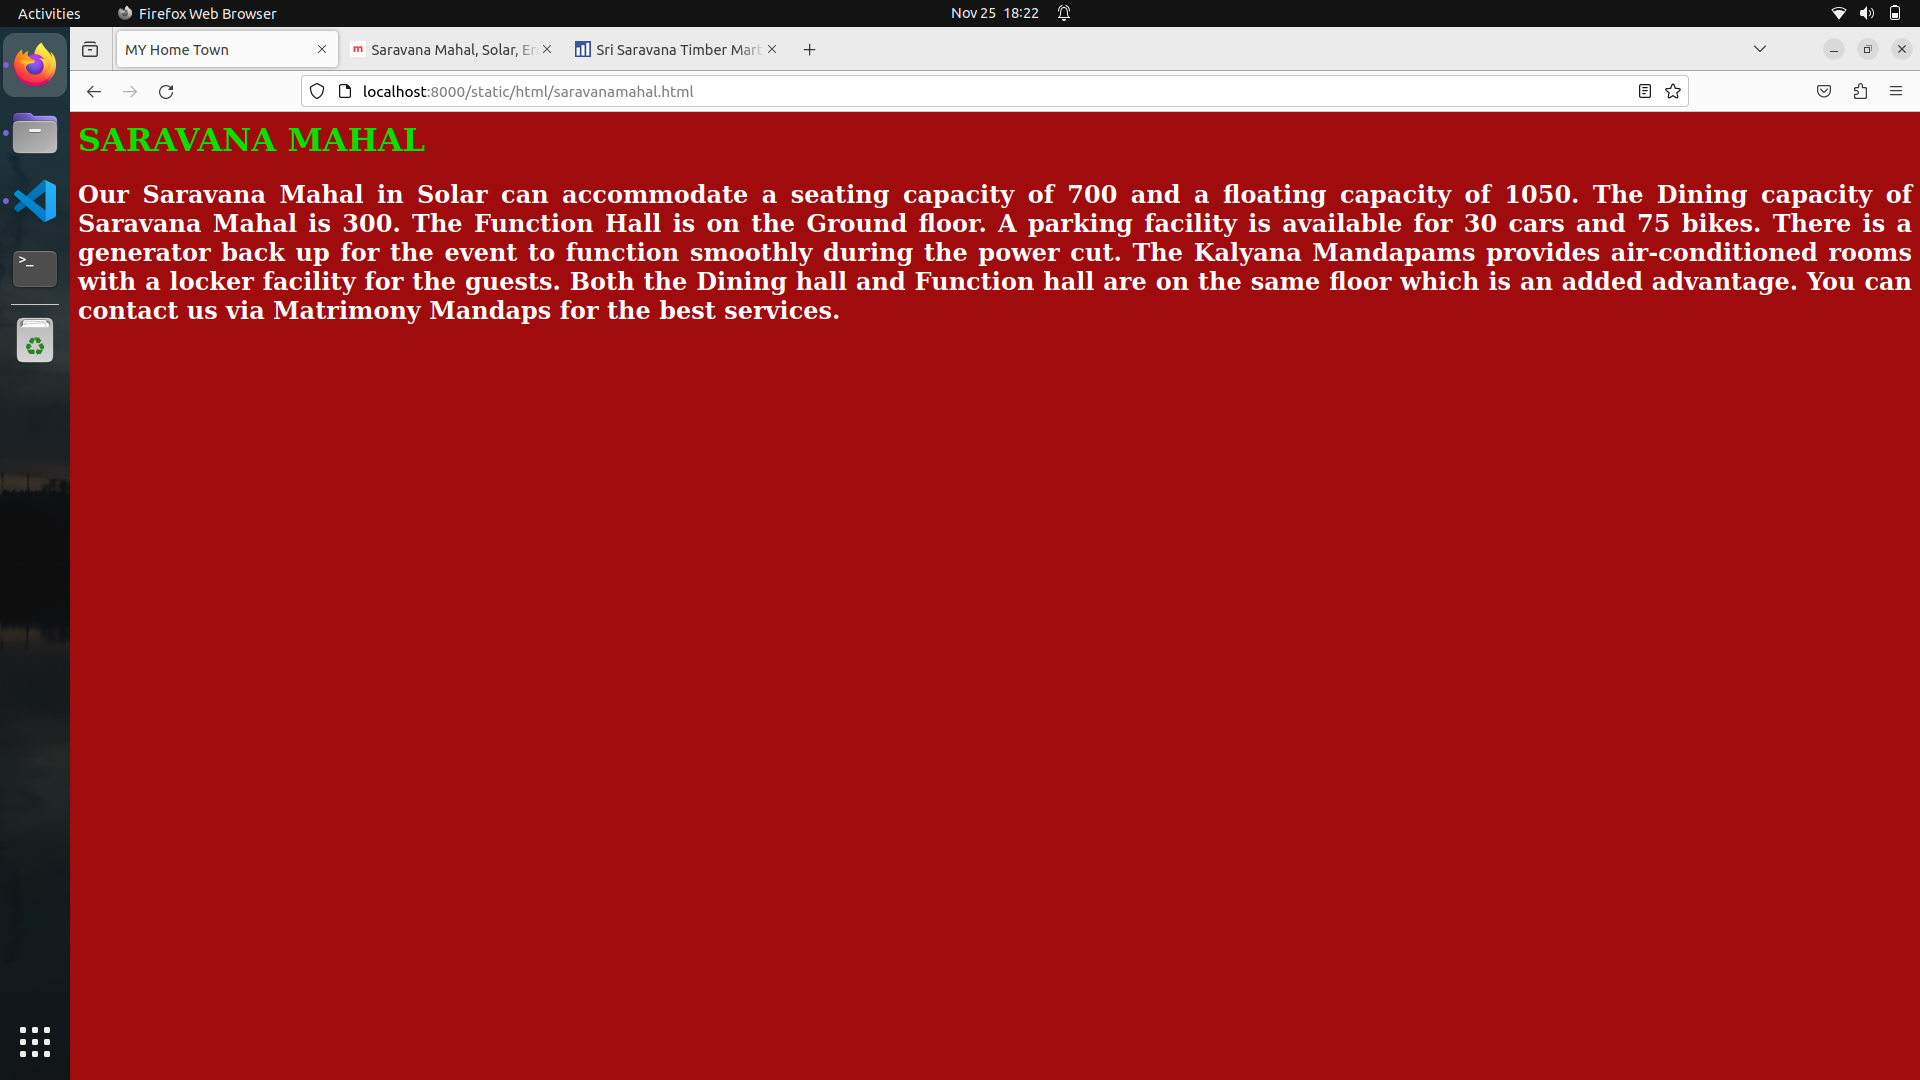 Activities
Firefox Web Browser
Nov 25 18:22
MY Home Town
m
Saravana Mahal, Solar, Er
Sri Saravana Timber Mart
localhost:8000/static/html/saravanamahal.html
>_
SARAVANA MAHAL
Our Saravana Mahal in Solar can accommodate a seating capacity of 700 and a floating capacity of 1050. The Dining capacity of
Saravana Mahal is 300. The Function Hall is on the Ground floor. A parking facility is available for 30 cars and 75 bikes. There is a
generator back up for the event to function smoothly during the power cut. The Kalyana Mandapams provides air-conditioned rooms
with a locker facility for the guests. Both the Dining hall and Function hall are on the same floor which is an added advantage. You can
contact us via Matrimony Mandaps for the best services.